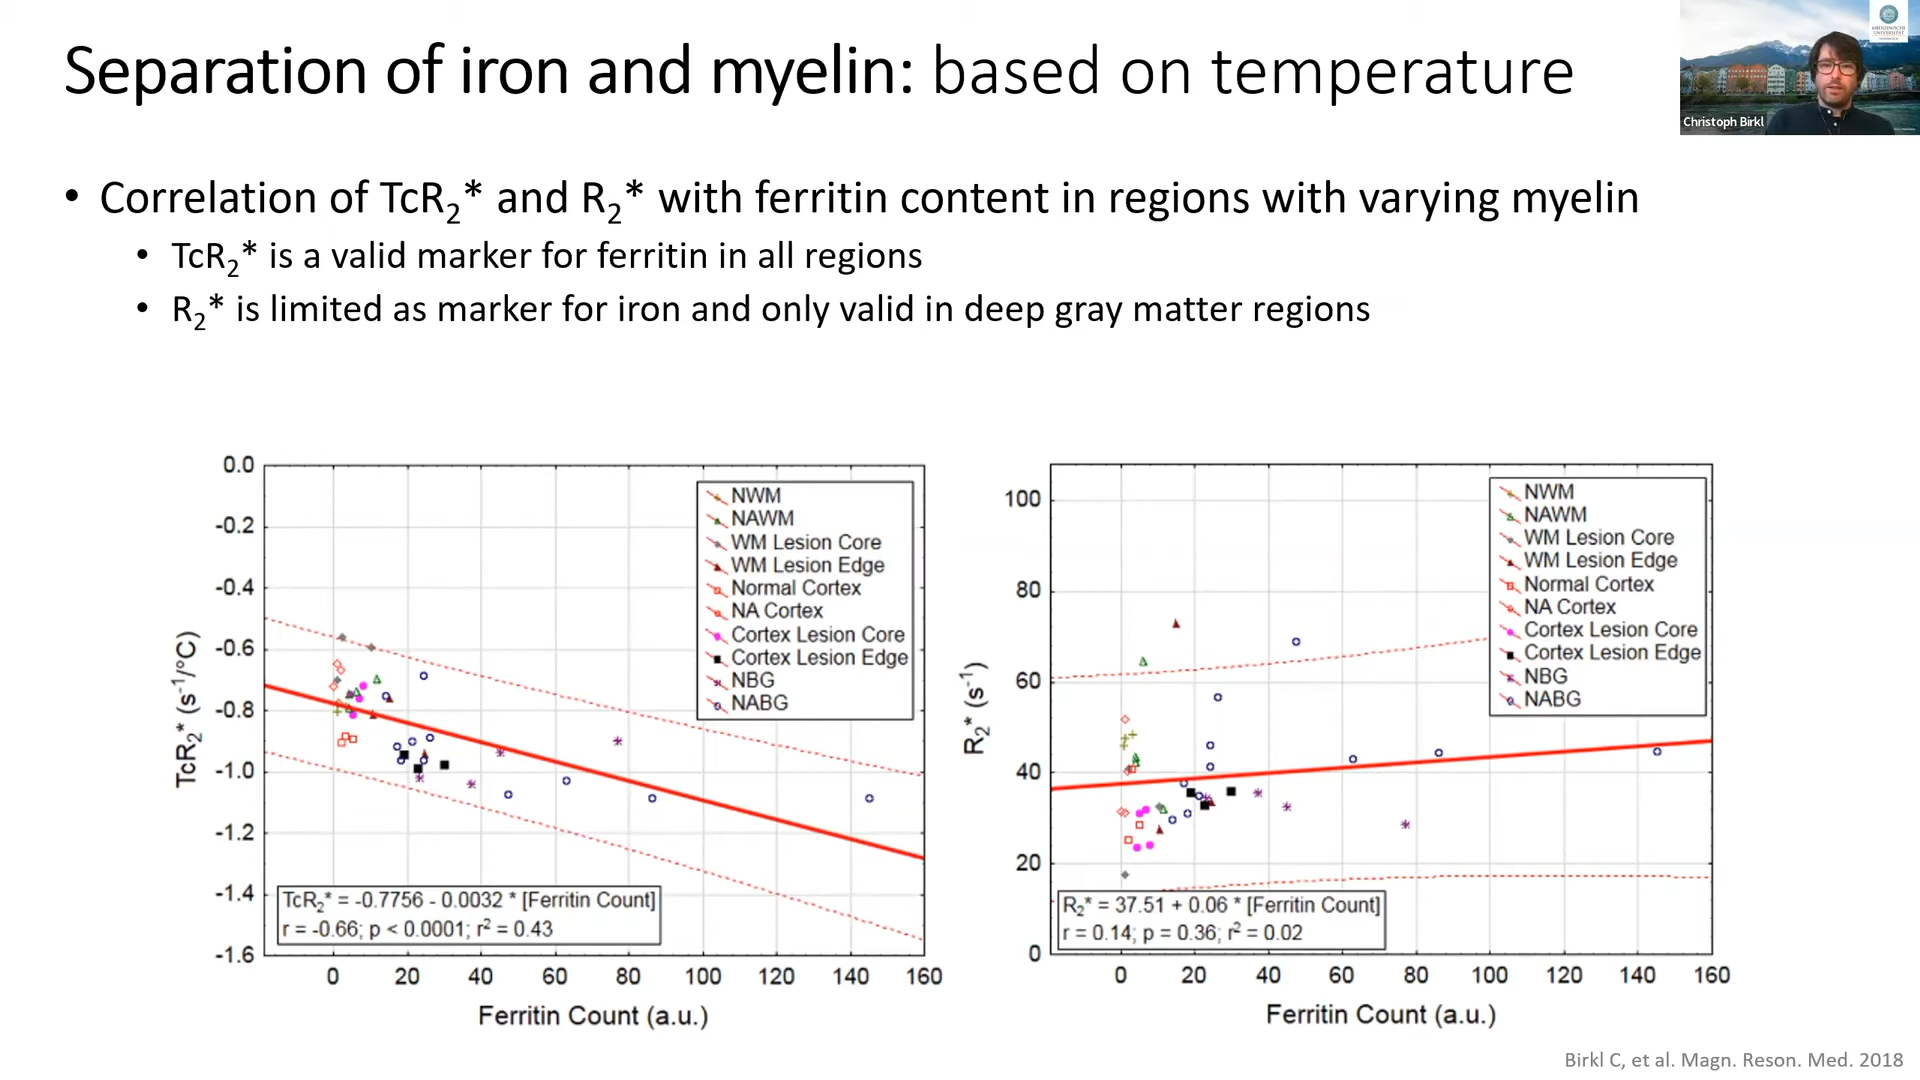 Separation of iron and myelin: based on temperature
Christoph Birkl
• Correlation of TcR2* and R2* with ferritin content in regions with varying myelin
• TcR2* is a valid marker for ferritin in all regions
• R2* is limited as marker for iron and only valid in deep gray matter regions
0.0
-0.2
-0.4
-0.6
-0.8
-1.0
-1.2
-1.4
-1.6
TcR2* (s-1/°C)
NWM
NAWM
WM Lesion Core
WM Lesion Edge
Normal Cortex
NA Cortex
Cortex Lesion Core
Cortex Lesion Edge
NBG
NABG
TcR2* = -0.7756 - 0.0032 * [Ferritin Count]
r = -0.66; p < 0.0001; r2 = 0.43
0 20 40 60 80 100 120 140 160
Ferritin Count (a.u.)
100
80
60
40
20
0
R2* (s-1)
NWM
NAWM
WM Lesion Core
WM Lesion Edge
Normal Cortex
NA Cortex
Cortex Lesion Core
Cortex Lesion Edge
NBG
NABG
R2* = 37.51 + 0.06 * [Ferritin Count]
r = 0.14; p = 0.36; r2 = 0.02
0 20 40 60 80 100 120 140 160
Ferritin Count (a.u.)
Birkl C, et al. Magn. Reson. Med. 2018